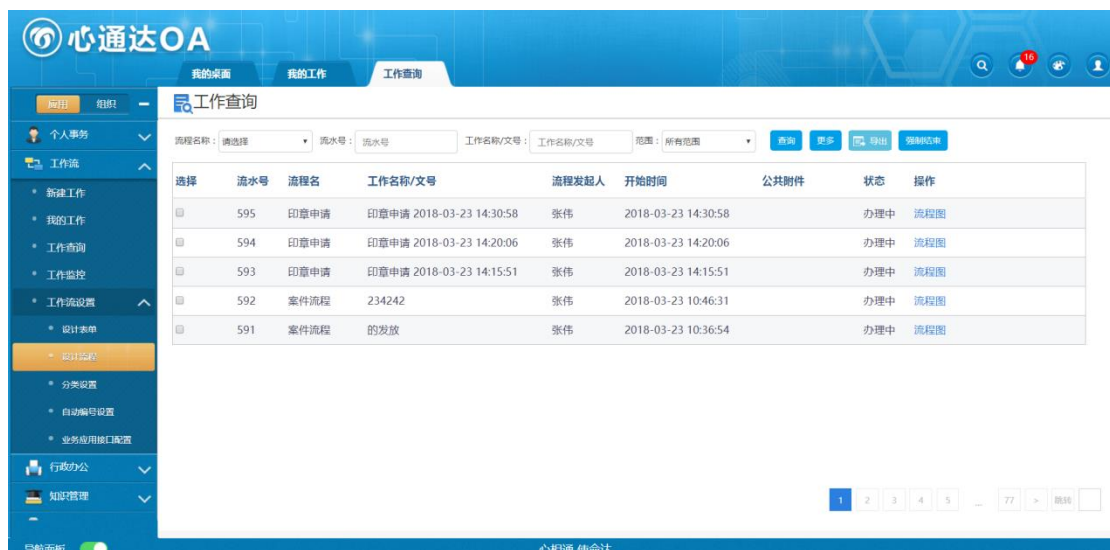 心通达OA
我的桌面 我的工作 工作查询
16
应用 组织
个人事务
工作流
新建工作
我的工作
工作查询
工作监控
工作流设置
设计表单
设计流程
分类设置
自动编号设置
业务应用接口配置
行政办公
知识管理
导航面板
工作查询
流程名称： 请选择 流水号： 流水号 工作名称/文号： 工作名称/文号 范围： 所有范围 查询 更多 导出 强制结束
选择 流水号 流程名 工作名称/文号 流程发起人 开始时间 公共附件 状态 操作
595 印章申请 印章申请 2018-03-23 14:30:58 张伟 2018-03-23 14:30:58 办理中 流程图
594 印章申请 印章申请 2018-03-23 14:20:06 张伟 2018-03-23 14:20:06 办理中 流程图
593 印章申请 印章申请 2018-03-23 14:15:51 张伟 2018-03-23 14:15:51 办理中 流程图
592 案件流程 234242 张伟 2018-03-23 10:46:31 办理中 流程图
591 案件流程 的发放 张伟 2018-03-23 10:36:54 办理中 流程图
1 2 3 4 5 ... 77 > 跳转